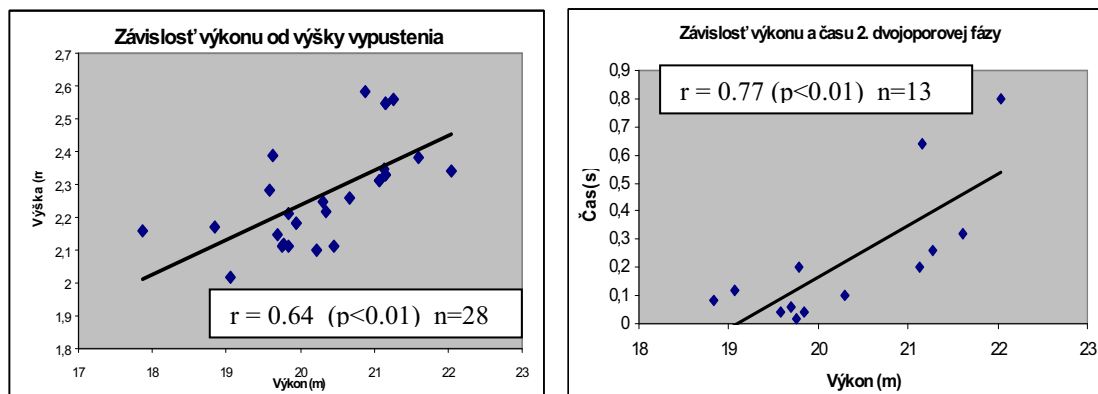 Závislosť výkonu od výšky vypustenia
2,7
2,6
2,5
2,4
2,3
2,2
2,1
2
1,9
1,8
Výška (m
r = 0.64 (p<0.01) n=28
17 18 19 20 21 22 23
Výkon (m)
Závislosť výkonu a času 2. dvojoporovej fázy
0,9
0,8
0,7
0,6
0,5
0,4
0,3
0,2
0,1
0
Čas(s)
r = 0.77 (p<0.01) n=13
18 19 20 21 22 23
Výkon (m)